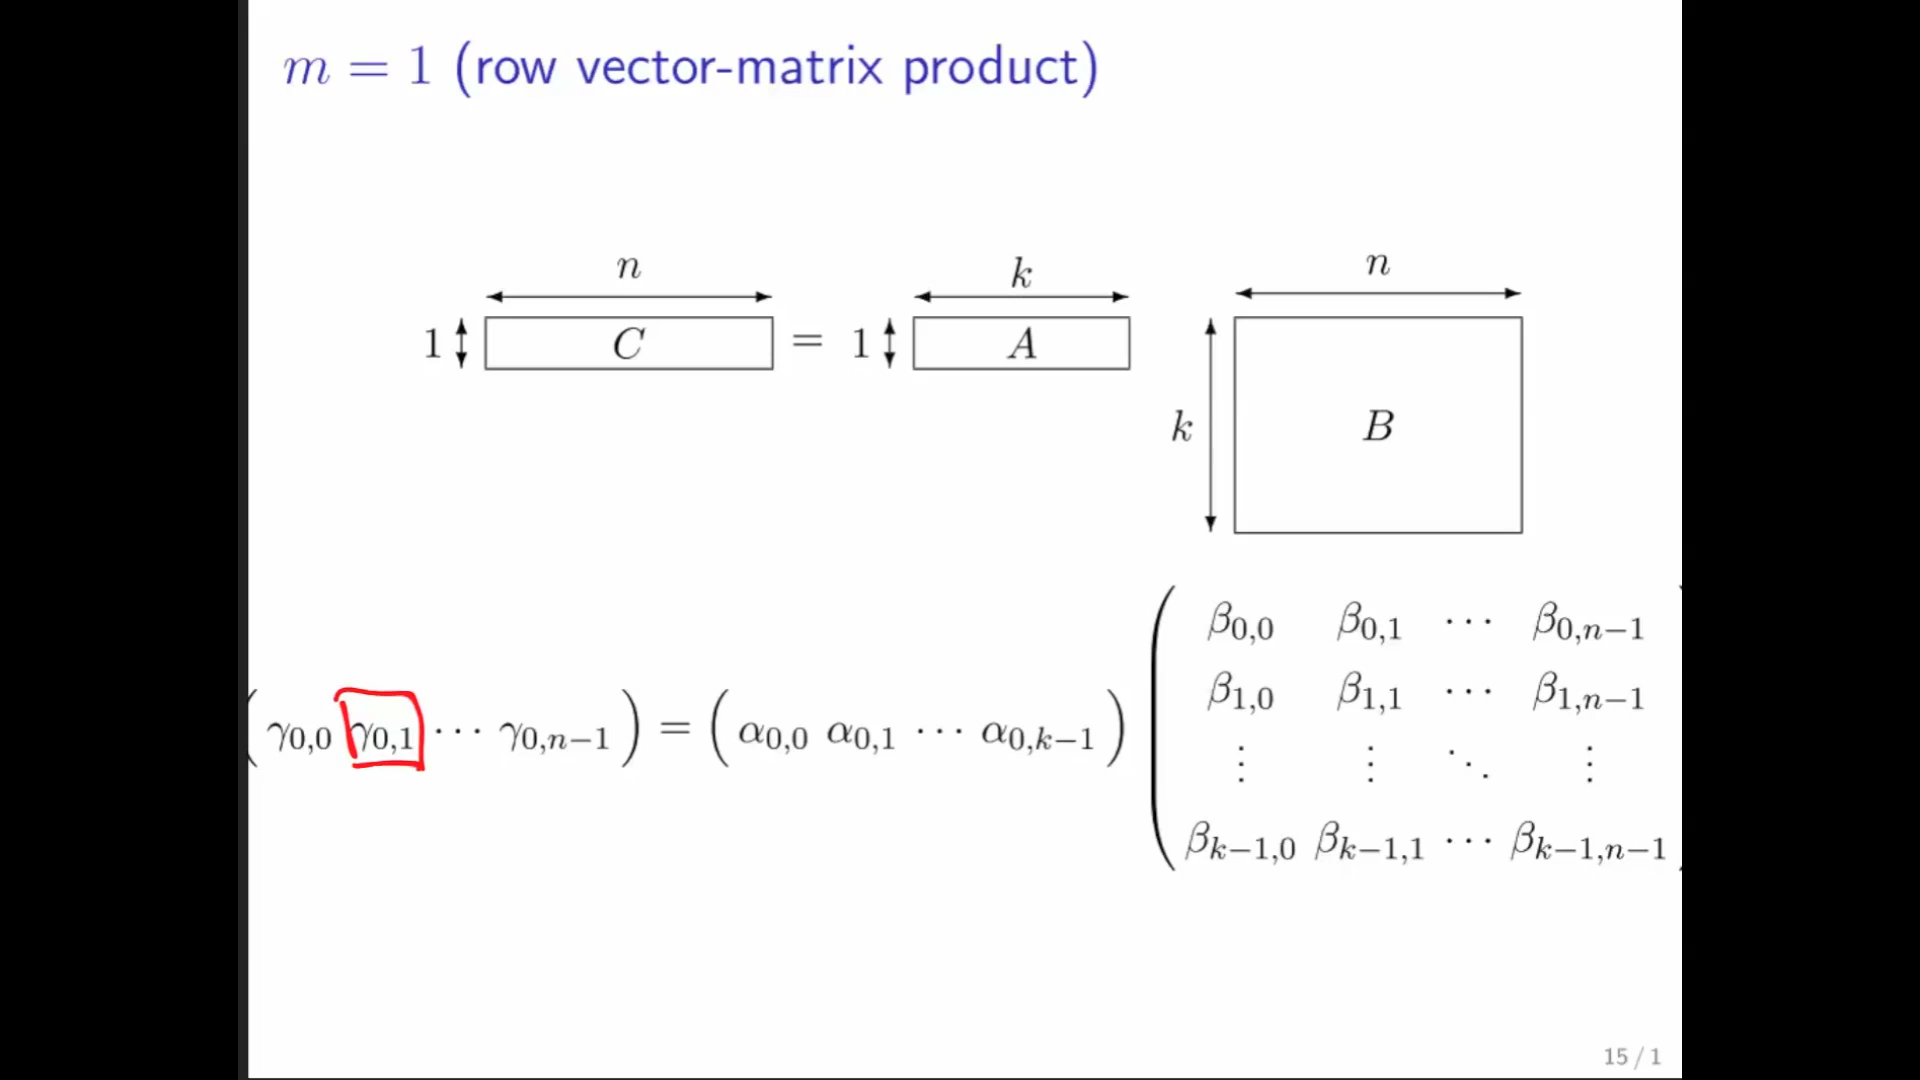 m = 1 (row vector-matrix product)
n k n
1 C = 1 A
k B
( γ0,0 γ0,1 ⋯ γ0,n−1 ) = ( α0,0 α0,1 ⋯ α0,k−1 ) (
β0,0 β0,1 ⋯ β0,n−1
β1,0 β1,1 ⋯ β1,n−1
⋮ ⋮ ⋱ ⋮
βk−1,0 βk−1,1 ⋯ βk−1,n−1
15 / 1